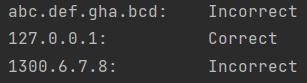 abc.def.gha.bcd:    Incorrect
127.0.0.1:          Correct
1300.6.7.8:         Incorrect